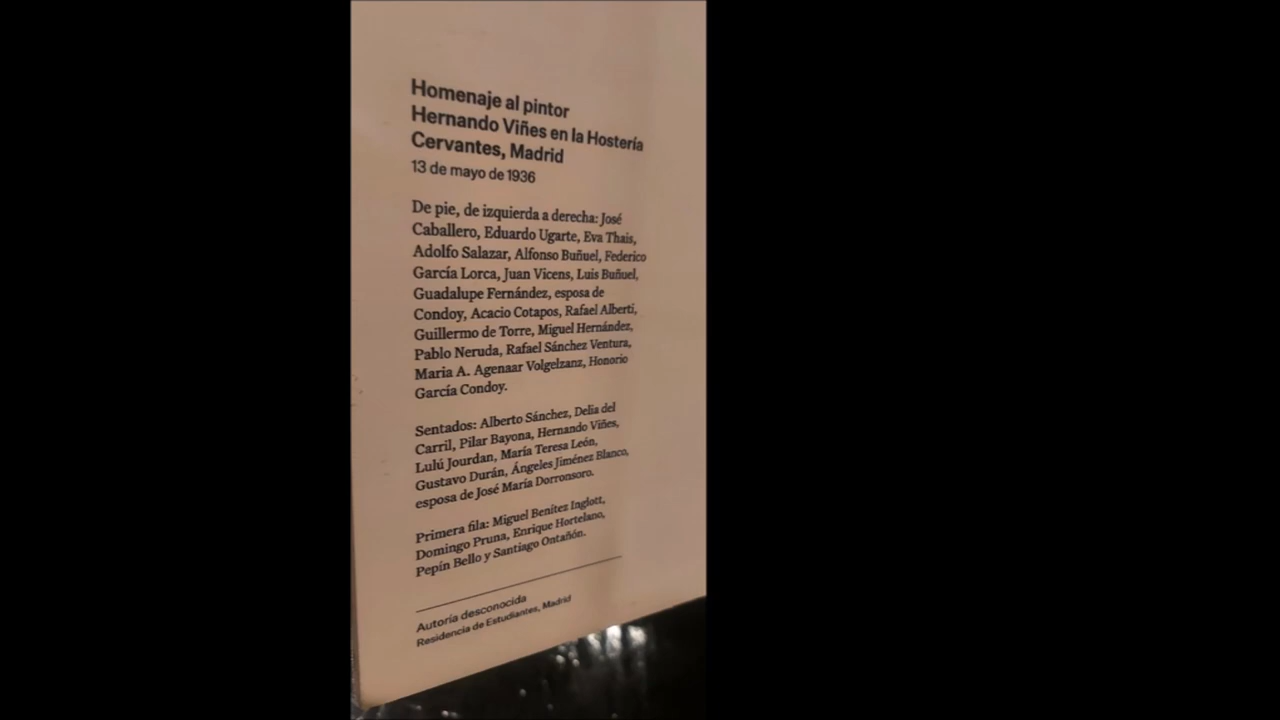 Homenaje al pintor
Hernando Viñes en la Hostería
Cervantes, Madrid
13 de mayo de 1936
De pie, de izquierda a derecha: José
Caballero, Eduardo Ugarte, Eva Thais,
Adolfo Salazar, Alfonso Buñuel, Federico
García Lorca, Juan Vicens, Luis Buñuel,
Guadalupe Fernández, esposa de
Condoy, Acacio Cotapos, Rafael Alberti,
Guillermo de Torre, Miguel Hernández,
Pablo Neruda, Rafael Sánchez Ventura,
Maria A. Agenaar Volgelzanz, Honorio
García Condoy.
Sentados: Alberto Sánchez, Delia del
Carril, Pilar Bayona, Hernando Viñes,
Lulú Jourdan, María Teresa León,
Gustavo Durán, Ángeles Jiménez Blanco,
esposa de José María Dorronsoro.
Primera fila: Miguel Benítez Inglott,
Domingo Pruna, Enrique Hortelano,
Pepín Bello y Santiago Ontañón.
Autoría desconocida
Residencia de Estudiantes, Madrid